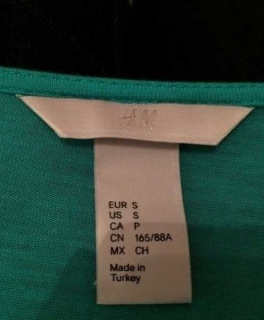 H&M
EUR S
US S
CA P
CN 165/88A
MX CH
Made in
Turkey